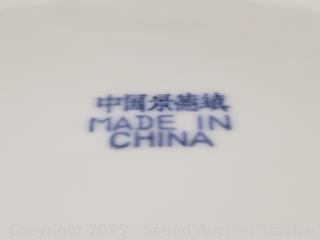 中国景德镇
MADE IN
CHINA
Copyright 2025 - Sound Auction Service